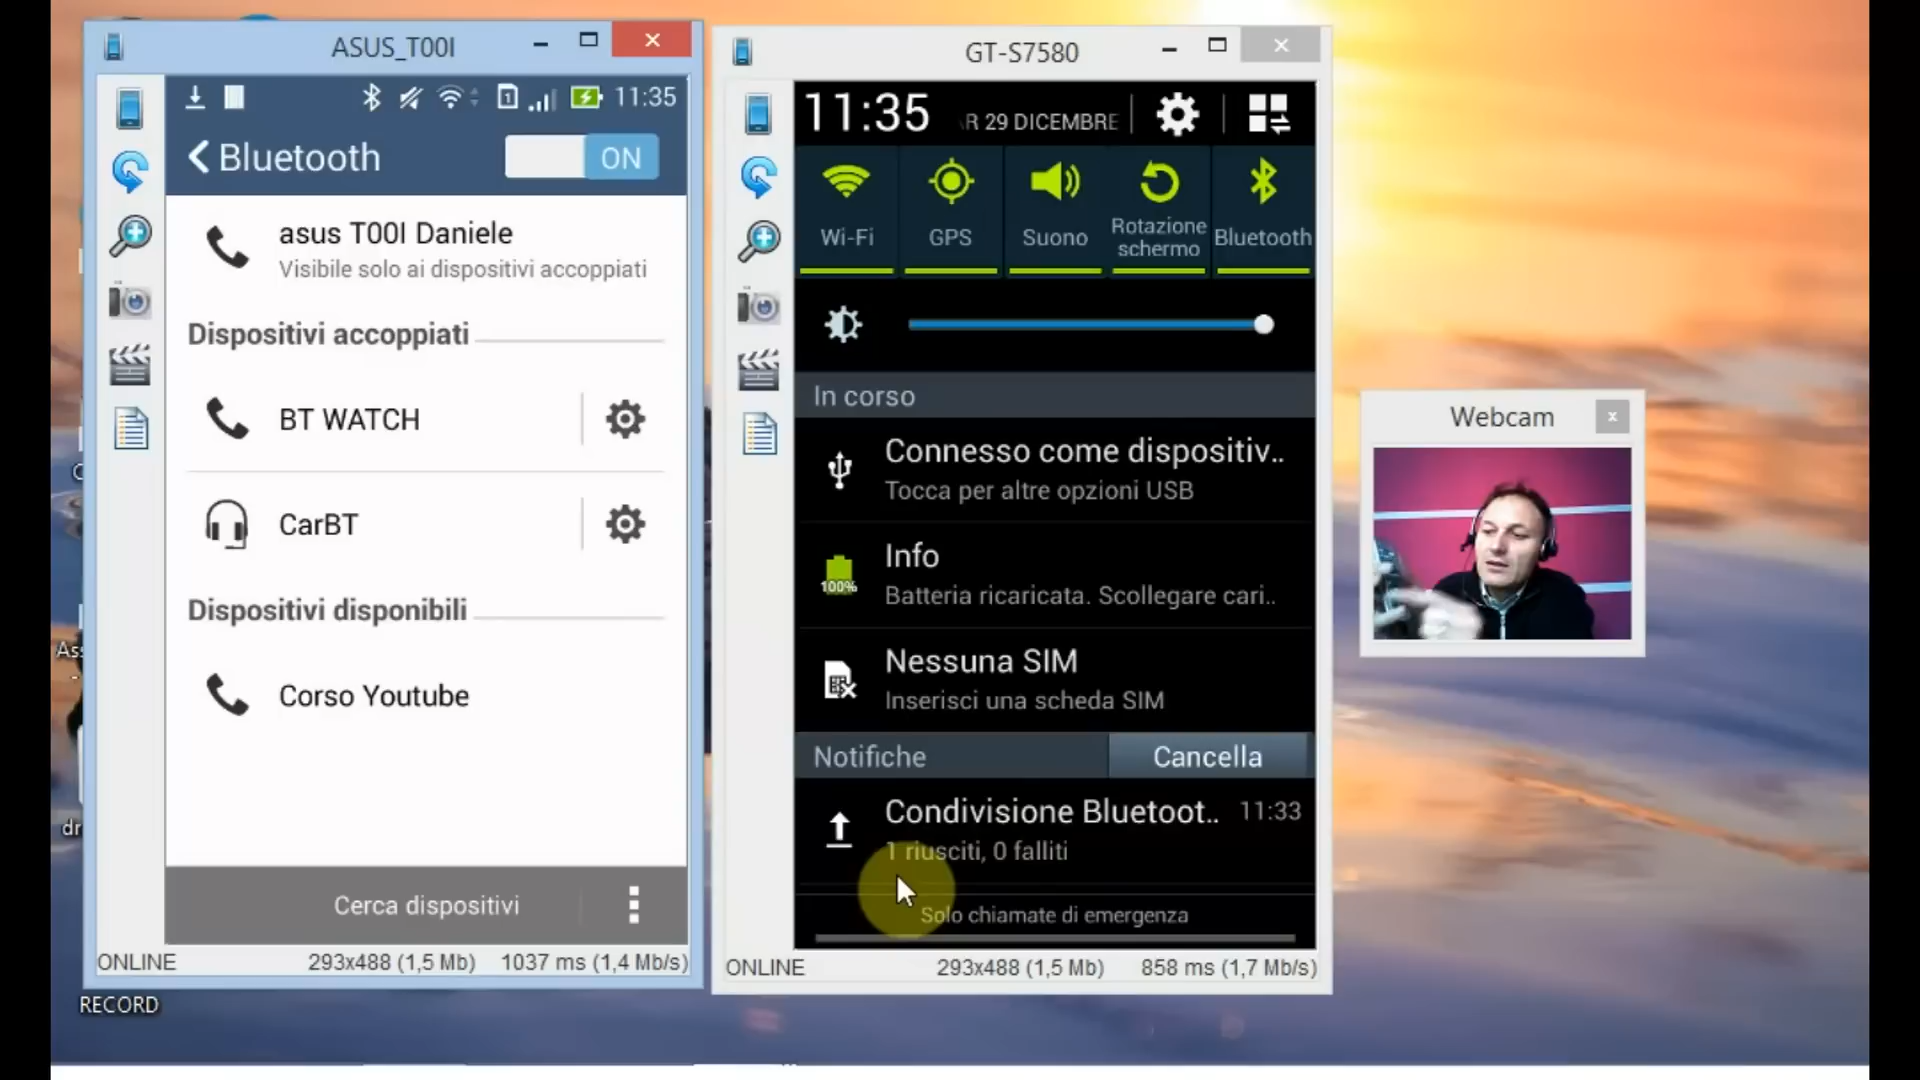 ASUS_T00I
11:35
Bluetooth
ON
asus T00I Daniele
Visibile solo ai dispositivi accoppiati
Dispositivi accoppiati
BT WATCH
CarBT
Dispositivi disponibili
Corso Youtube
Cerca dispositivi
ONLINE 293x488 (1,5 Mb) 1037 ms (1,4 Mb/s)
RECORD
GT-S7580
11:35 R 29 DICEMBRE
Wi-Fi
GPS
Suono
Rotazione
schermo
Bluetooth
In corso
Connesso come dispositiv..
Tocca per altre opzioni USB
100%
Info
Batteria ricaricata. Scollegare cari..
Nessuna SIM
Inserisci una scheda SIM
Notifiche
Cancella
Condivisione Bluetoot.. 11:33
1 riusciti, 0 falliti
Solo chiamate di emergenza
ONLINE 293x488 (1,5 Mb) 858 ms (1,7 Mb/s)
Webcam